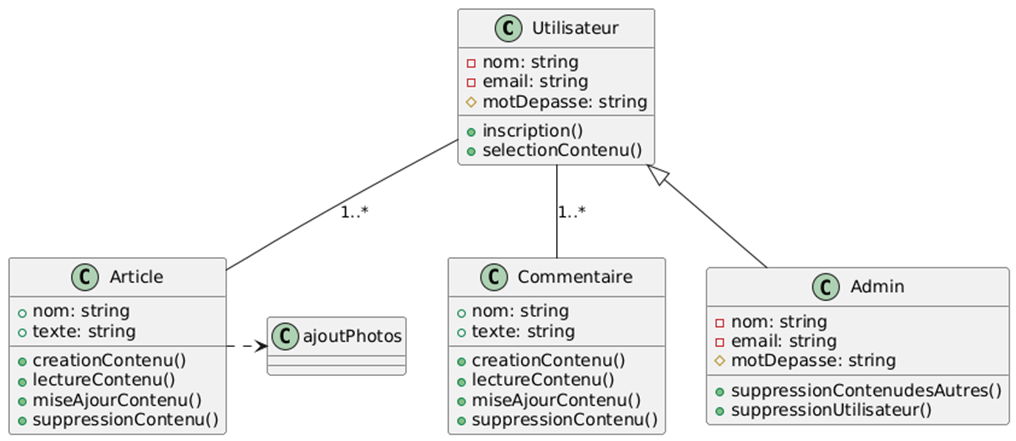 C Utilisateur
nom: string
email: string
motDepasse: string
inscription()
selectionContenu()
1..*
1..*
C Article
nom: string
texte: string
creationContenu()
lectureContenu()
miseAjourContenu()
suppressionContenu()
C ajoutPhotos
C Commentaire
nom: string
texte: string
creationContenu()
lectureContenu()
miseAjourContenu()
suppressionContenu()
C Admin
nom: string
email: string
motDepasse: string
suppressionContenudesAutres()
suppressionUtilisateur()